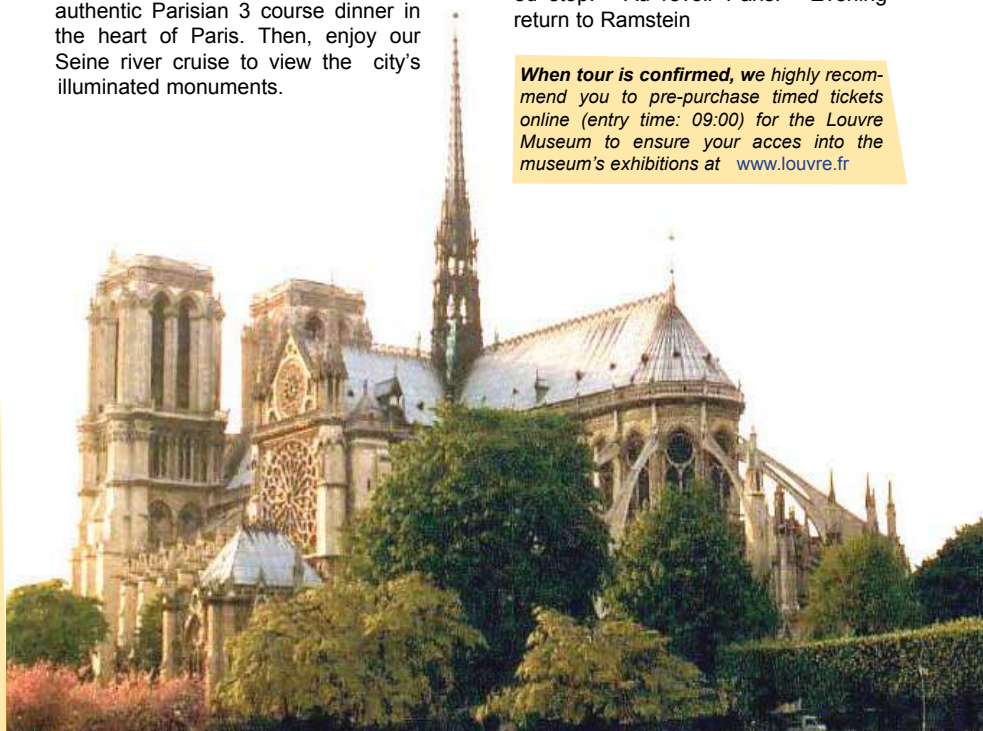 authentic Parisian 3 course dinner in
the heart of Paris. Then, enjoy our
Seine river cruise to view the city's
illuminated monuments.
return to Ramstein
When tour is confirmed, we highly recom-
mend you to pre-purchase timed tickets
online (entry time: 09:00) for the Louvre
Museum to ensure your acces into the
museum's exhibitions at www.louvre.fr